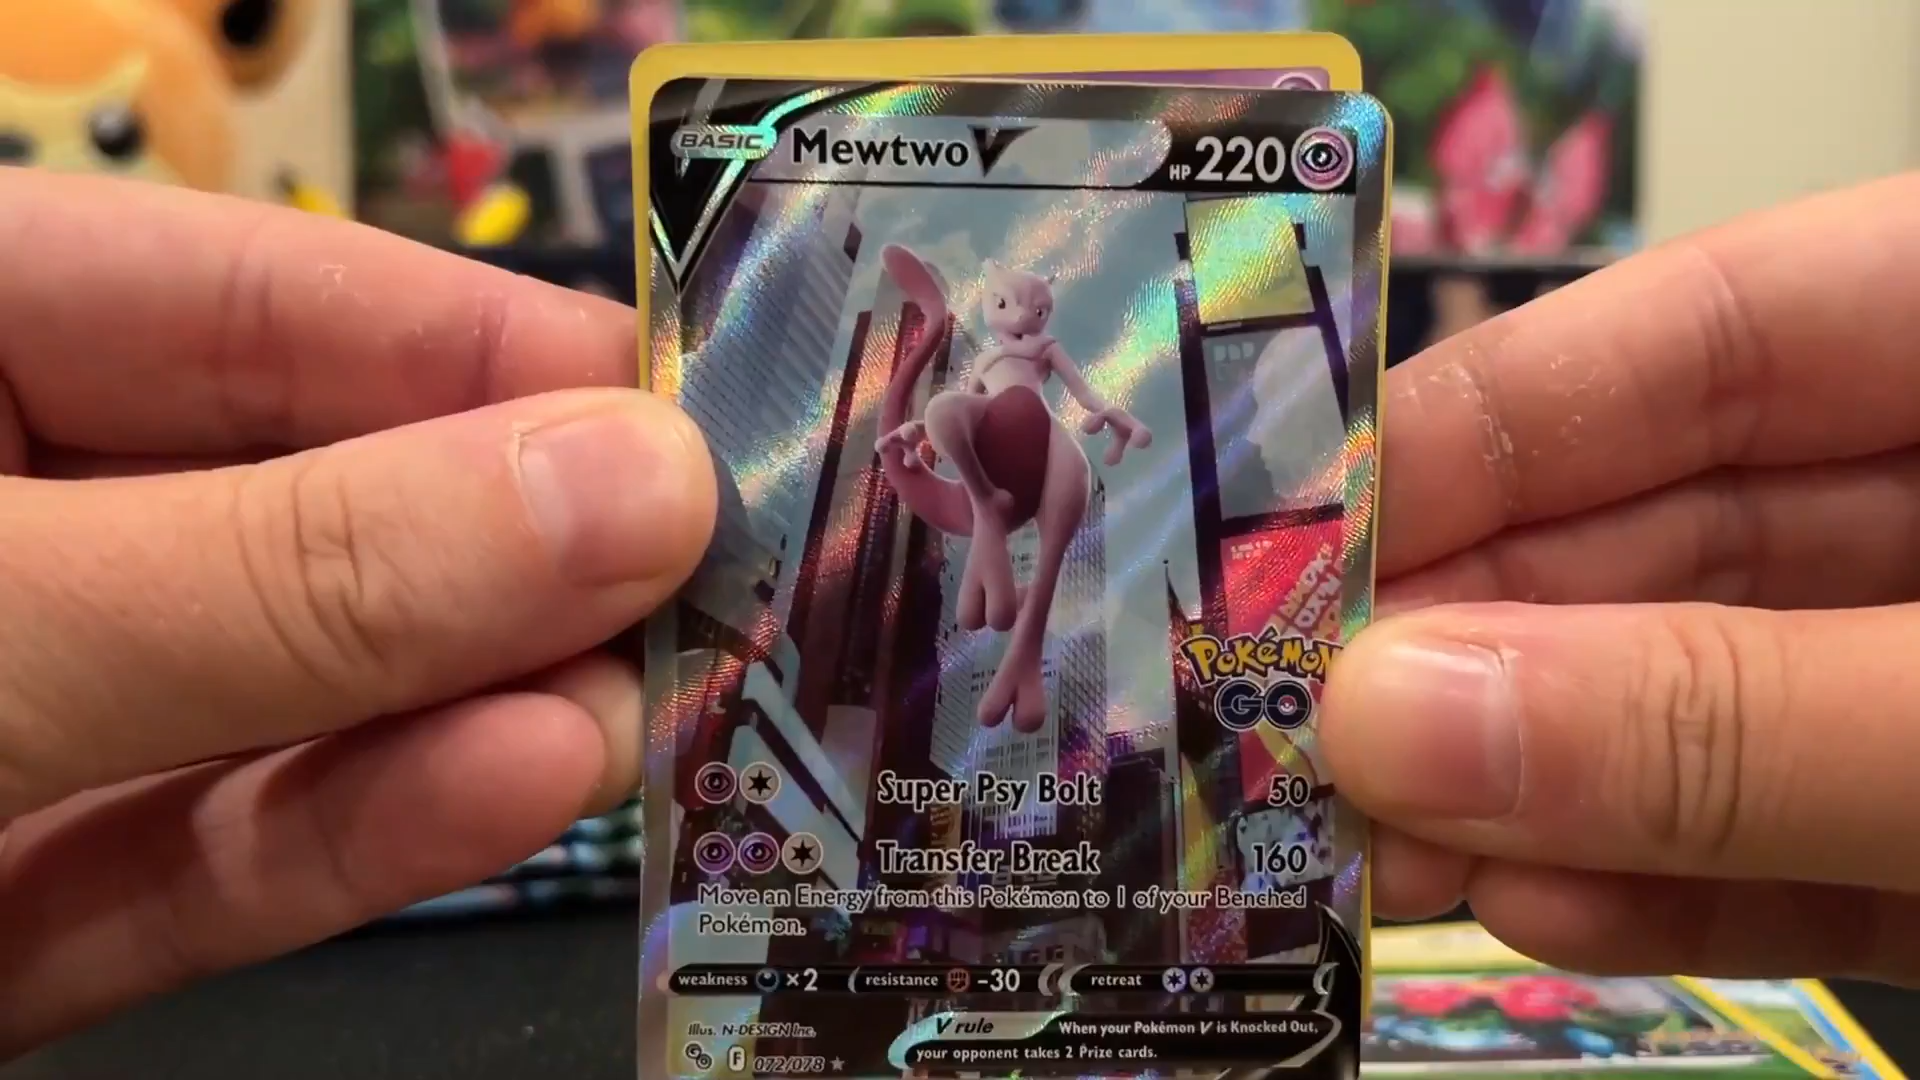 BASIC Mewtwo V HP 220
POKéMON
GO
Super Psy Bolt 50
Transfer Break 160
Move an Energy from this Pokémon to 1 of your Benched
Pokémon.
weakness ×2 resistance -30 retreat
Illus. N-DESIGN Inc.
V rule When your Pokémon V is Knocked Out,
your opponent takes 2 Prize cards.
GO F 072/078